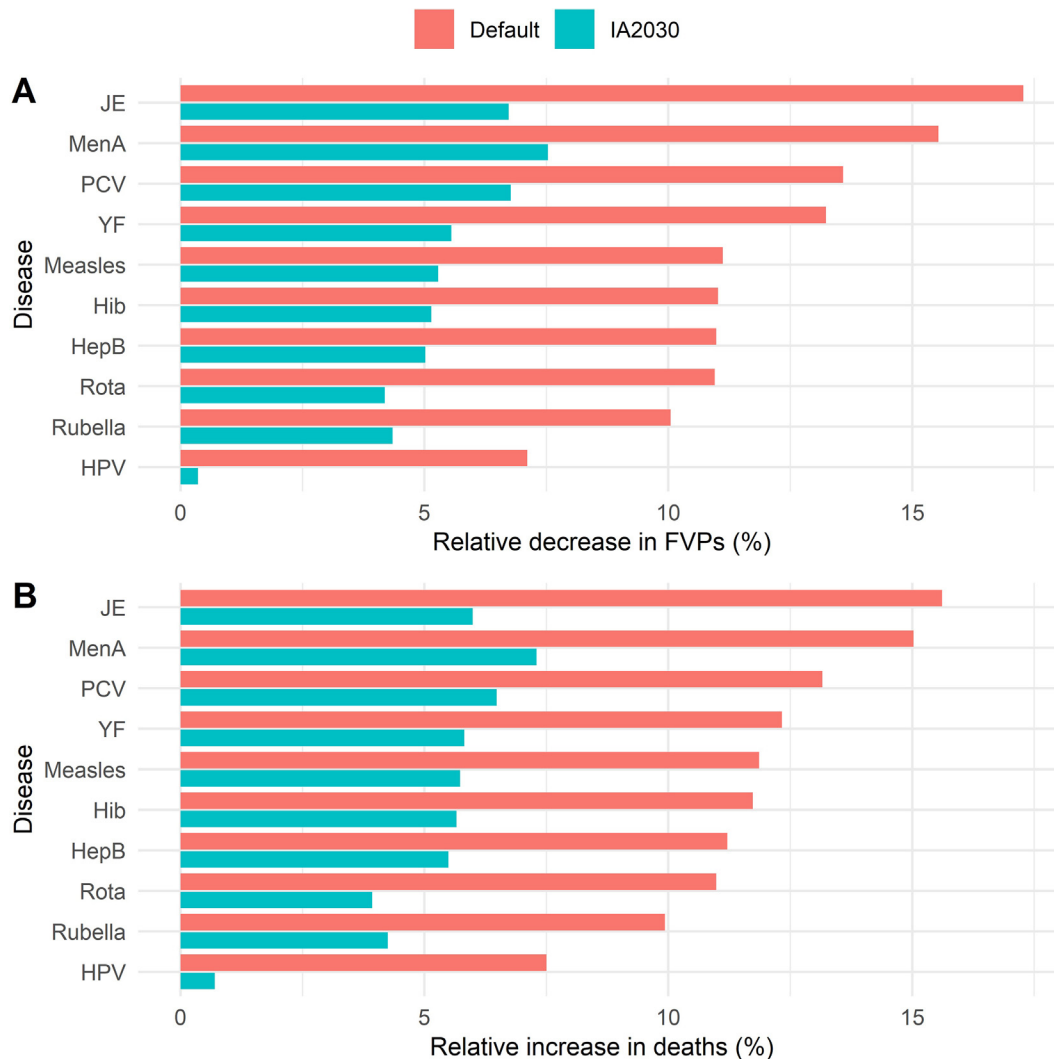 Default IA2030
A
Disease
JE
MenA
PCV
YF
Measles
Hib
HepB
Rota
Rubella
HPV
0 5 10 15
Relative decrease in FVPs (%)
B
Disease
JE
MenA
PCV
YF
Measles
Hib
HepB
Rota
Rubella
HPV
0 5 10 15
Relative increase in deaths (%)